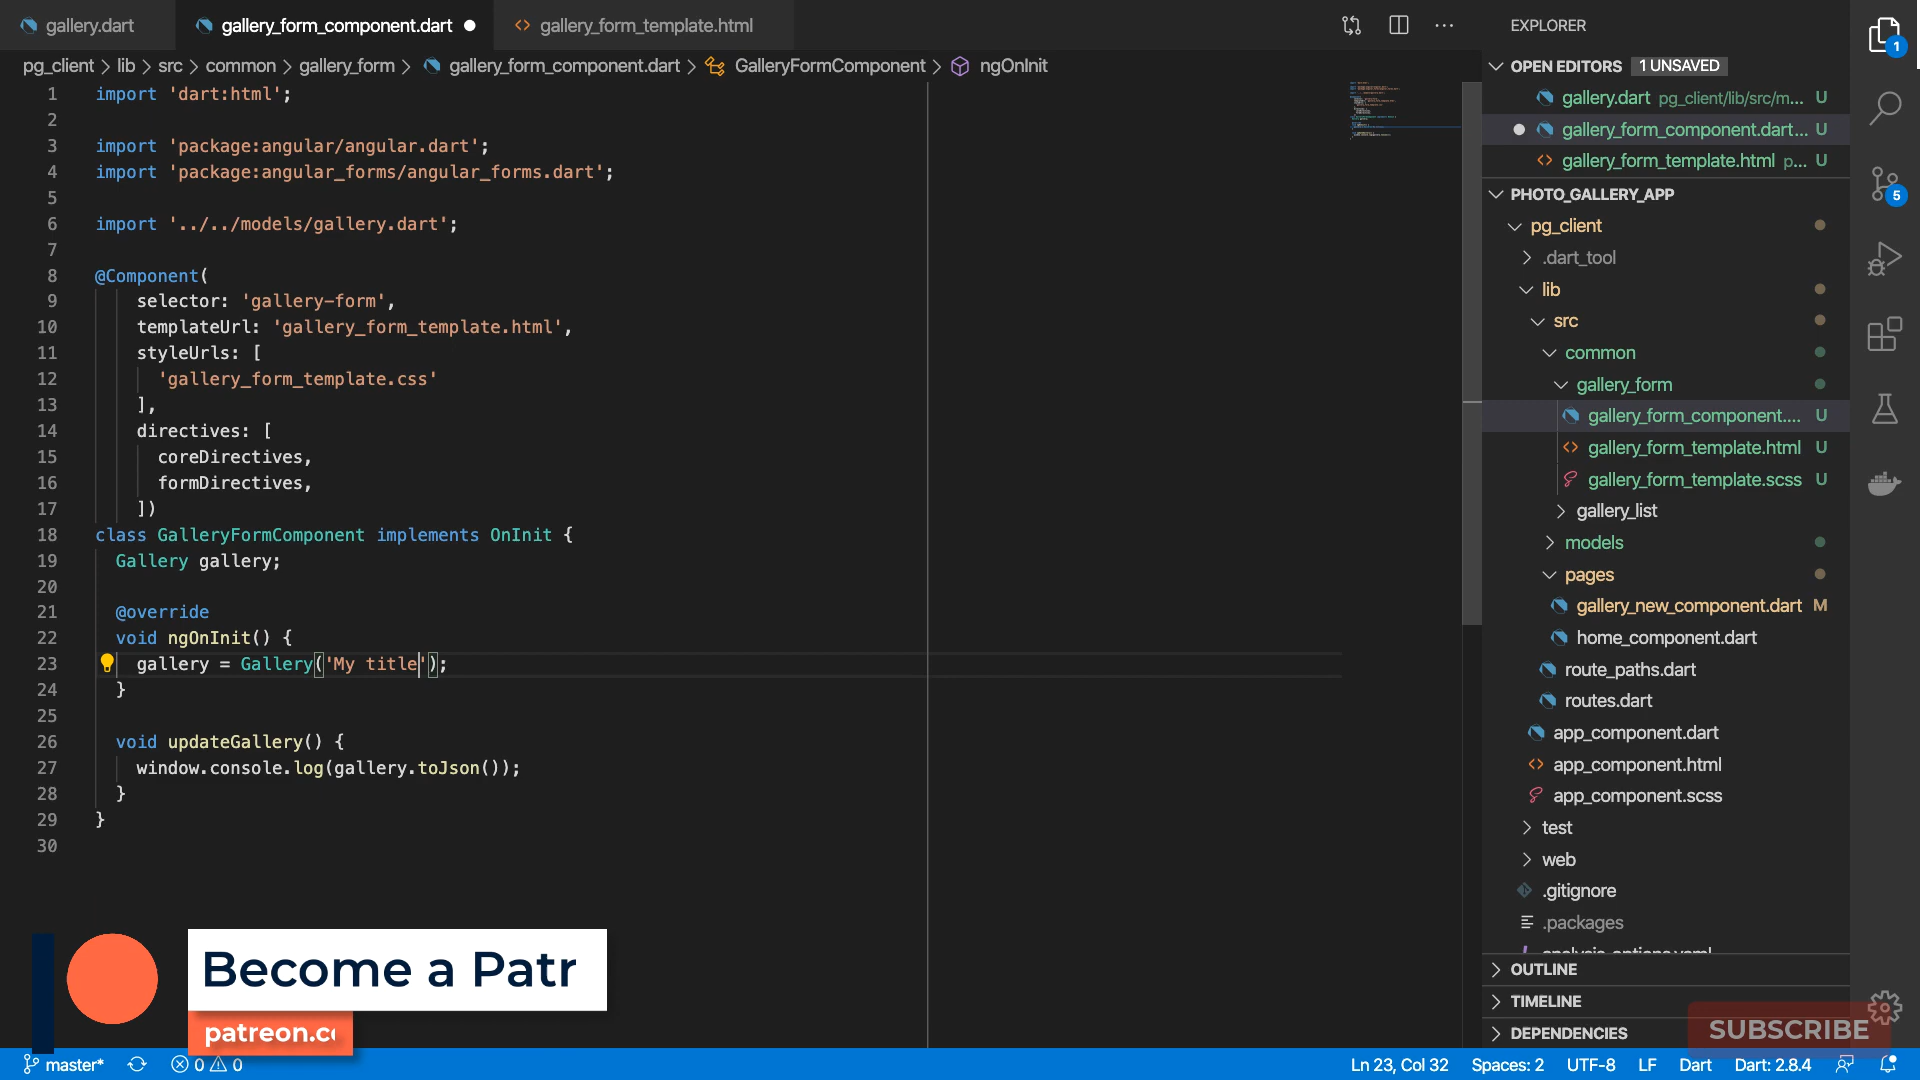 gallery.dart
gallery_form_component.dart
gallery_form_template.html
EXPLORER
pg_client > lib > src > common > gallery_form > gallery_form_component.dart > GalleryFormComponent > ngOnInit
1 import 'dart:html';
2
3 import 'package:angular/angular.dart';
4 import 'package:angular_forms/angular_forms.dart';
5
6 import '../../models/gallery.dart';
7
8 @Component(
9 selector: 'gallery-form',
10 templateUrl: 'gallery_form_template.html',
11 styleUrls: [
12 'gallery_form_template.css'
13 ],
14 directives: [
15 coreDirectives,
16 formDirectives,
17 ])
18 class GalleryFormComponent implements OnInit {
19 Gallery gallery;
20
21 @override
22 void ngOnInit() {
23 gallery = Gallery('My title');
24 }
25
26 void updateGallery() {
27 window.console.log(gallery.toJson());
28 }
29 }
30
OPEN EDITORS 1 UNSAVED
gallery.dart pg_client/lib/src/m... U
gallery_form_component.dart... U
gallery_form_template.html p... U
PHOTO_GALLERY_APP
pg_client
.dart_tool
lib
src
common
gallery_form
gallery_form_component.... U
gallery_form_template.html U
gallery_form_template.scss U
gallery_list
models
pages
gallery_new_component.dart M
home_component.dart
route_paths.dart
routes.dart
app_component.dart
app_component.html
app_component.scss
test
web
.gitignore
.packages
analysis_options.yaml
OUTLINE
TIMELINE
DEPENDENCIES
1
5
Become a Patr
patreon.c
SUBSCRIBE
master* 0 0
Ln 23, Col 32 Spaces: 2 UTF-8 LF Dart Dart: 2.8.4